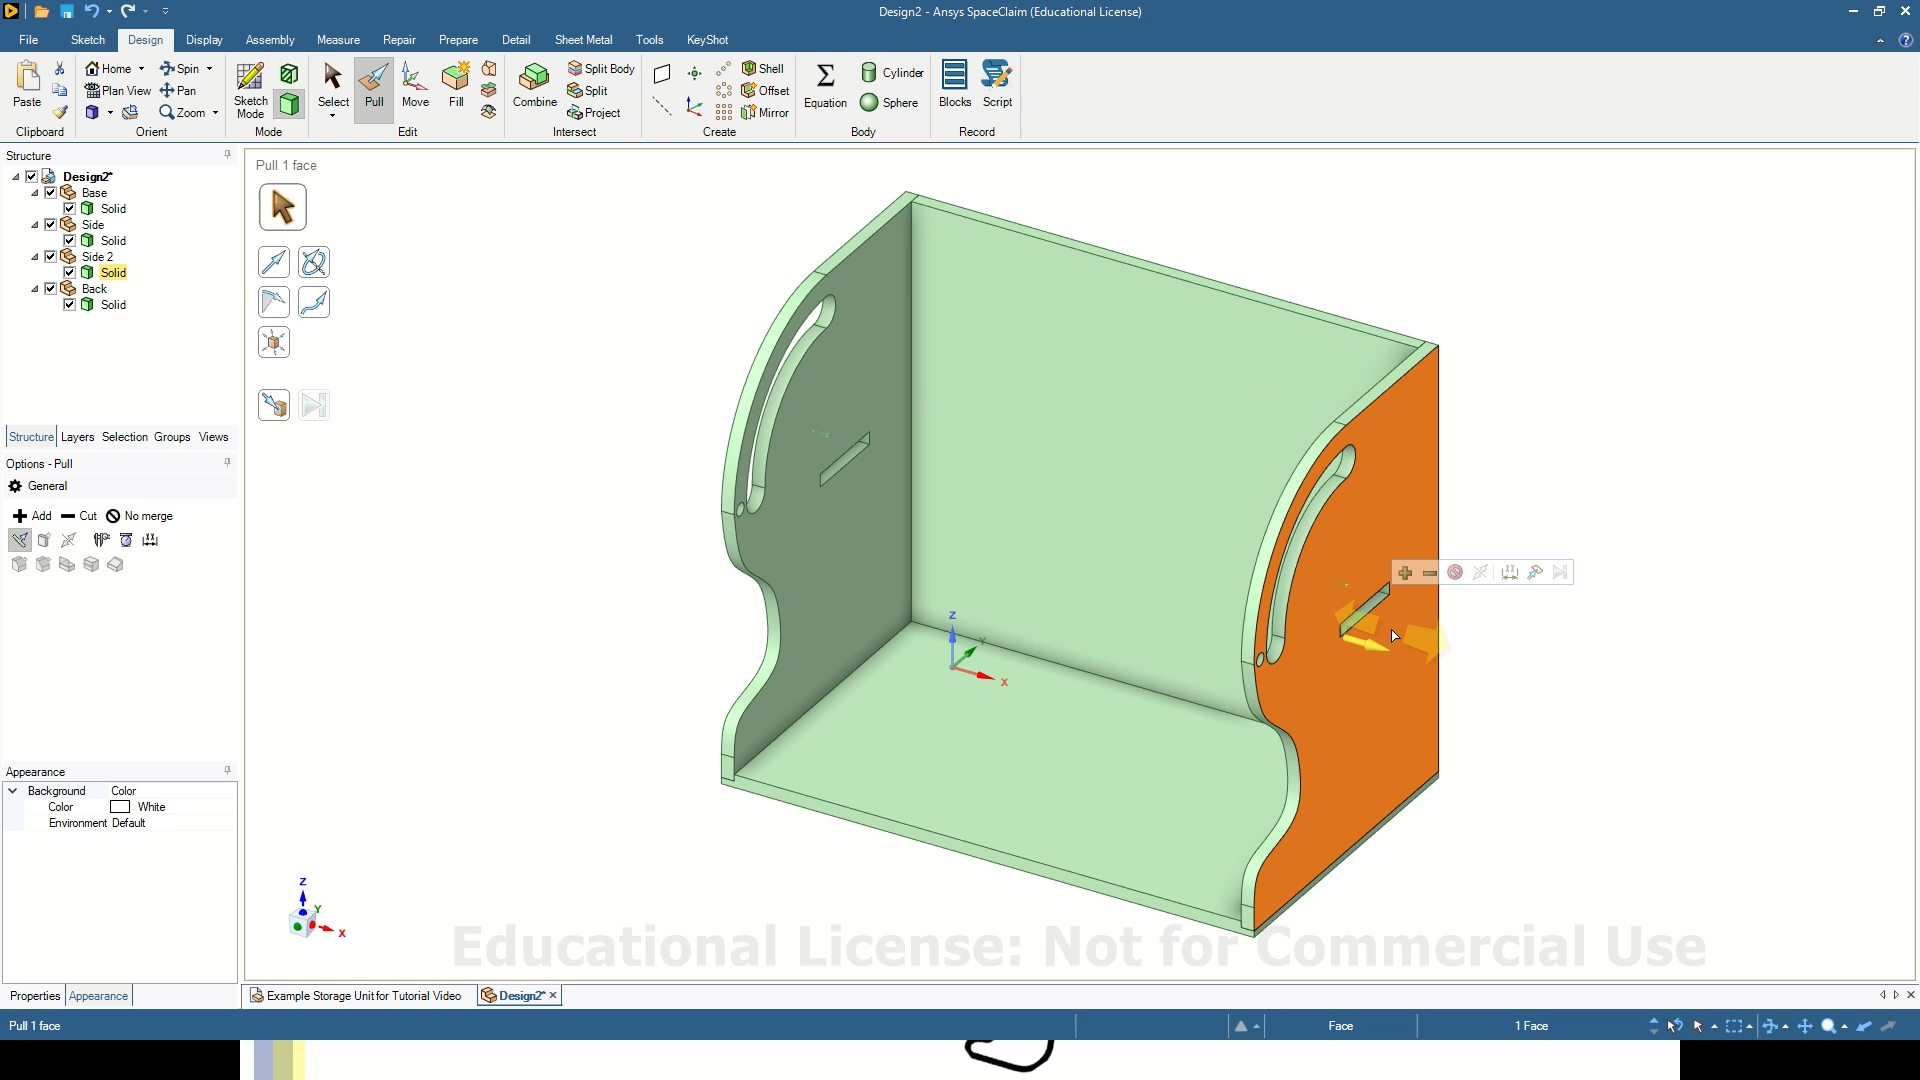 Design2 - Ansys SpaceClaim (Educational License)
File Sketch Design Display Assembly Measure Repair Prepare Detail Sheet Metal Tools KeyShot
Paste
Clipboard
Home Spin
Plan View Pan
Zoom
Orient
Sketch Mode
Mode
Select Pull Move Fill
Edit
Combine Split Body
Split
Project
Intersect
Shell
Offset
Mirror
Create
Equation Cylinder
Sphere
Body
Blocks Script
Record
Structure
Design2*
Base
Solid
Side
Solid
Side 2
Solid
Back
Solid
Structure Layers Selection Groups Views
Options - Pull
General
Add Cut No merge
Appearance
Background Color
Color White
Environment Default
Properties Appearance
Pull 1 face
Z
Y
X
Z
Y
X
Educational License: Not for Commercial Use
Example Storage Unit for Tutorial Video Design2*
Pull 1 face Face 1 Face